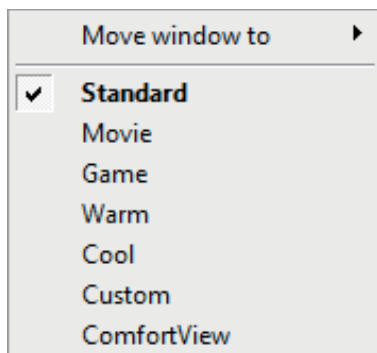 Move window to
Standard
Movie
Game
Warm
Cool
Custom
ComfortView